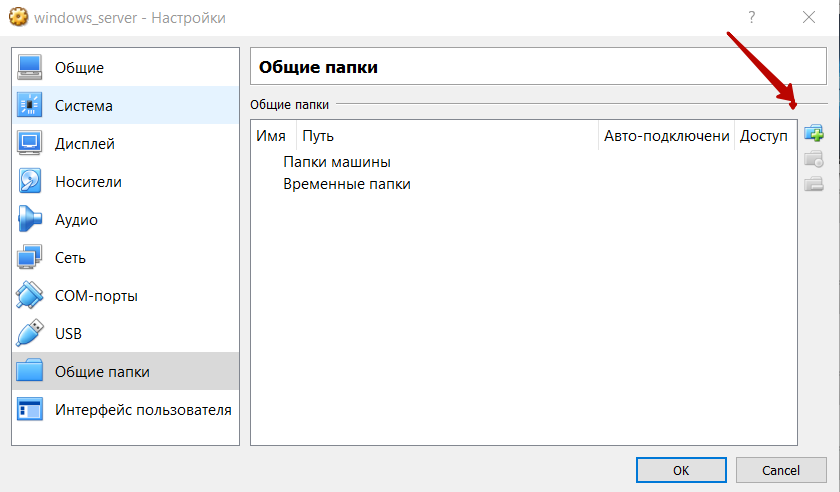 windows_server - Настройки
?
Общие
Система
Дисплей
Носители
Аудио
Сеть
COM-порты
USB
Общие папки
Интерфейс пользователя
Общие папки
Общие папки
Имя Путь Авто-подключени Доступ
Папки машины
Временные папки
OK Cancel